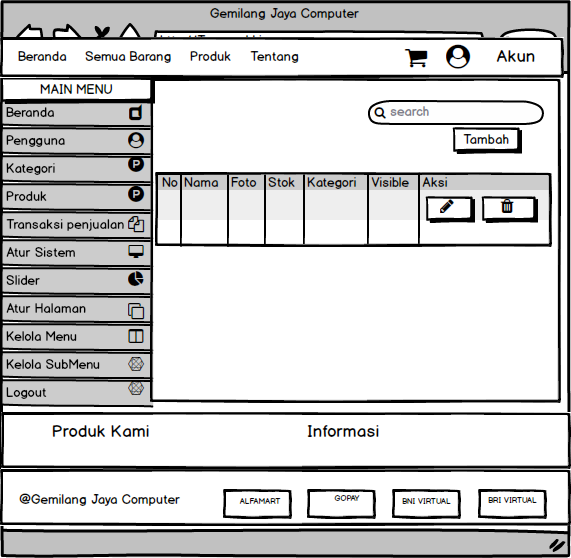 Gemilang Jaya Computer
Beranda Semua Barang Produk Tentang Akun
MAIN MENU
Beranda
Pengguna
Kategori
Produk
Transaksi penjualan
Atur Sistem
Slider
Atur Halaman
Kelola Menu
Kelola SubMenu
Logout
search
Tambah
No Nama Foto Stok Kategori Visible Aksi
Produk Kami Informasi
@Gemilang Jaya Computer ALFAMART GOPAY BNI VIRTUAL BRI VIRTUAL